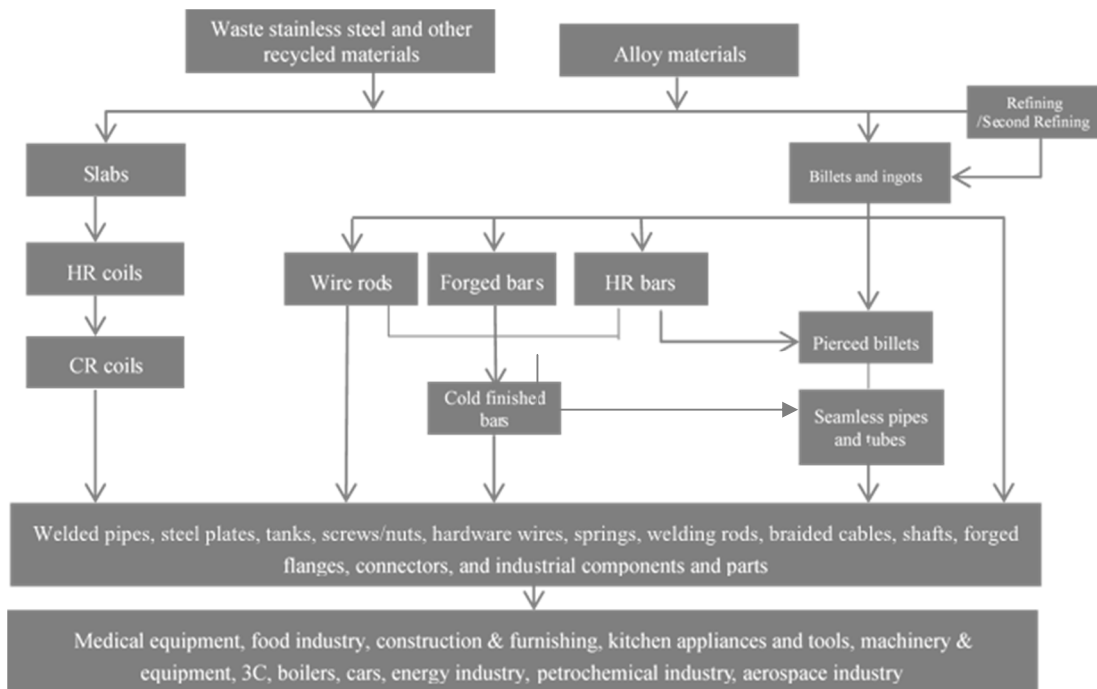 Waste stainless steel and other
recycled materials
Alloy materials
Refining
/Second Refining
Slabs
Billets and ingots
HR coils
Wire rods
Forged bars
HR bars
CR coils
Pierced billets
Cold finished
bars
Seamless pipes
and tubes
Welded pipes, steel plates, tanks, screws/nuts, hardware wires, springs, welding rods, braided cables, shafts, forged
flanges, connectors, and industrial components and parts
Medical equipment, food industry, construction & furnishing, kitchen appliances and tools, machinery &
equipment, 3C, boilers, cars, energy industry, petrochemical industry, aerospace industry